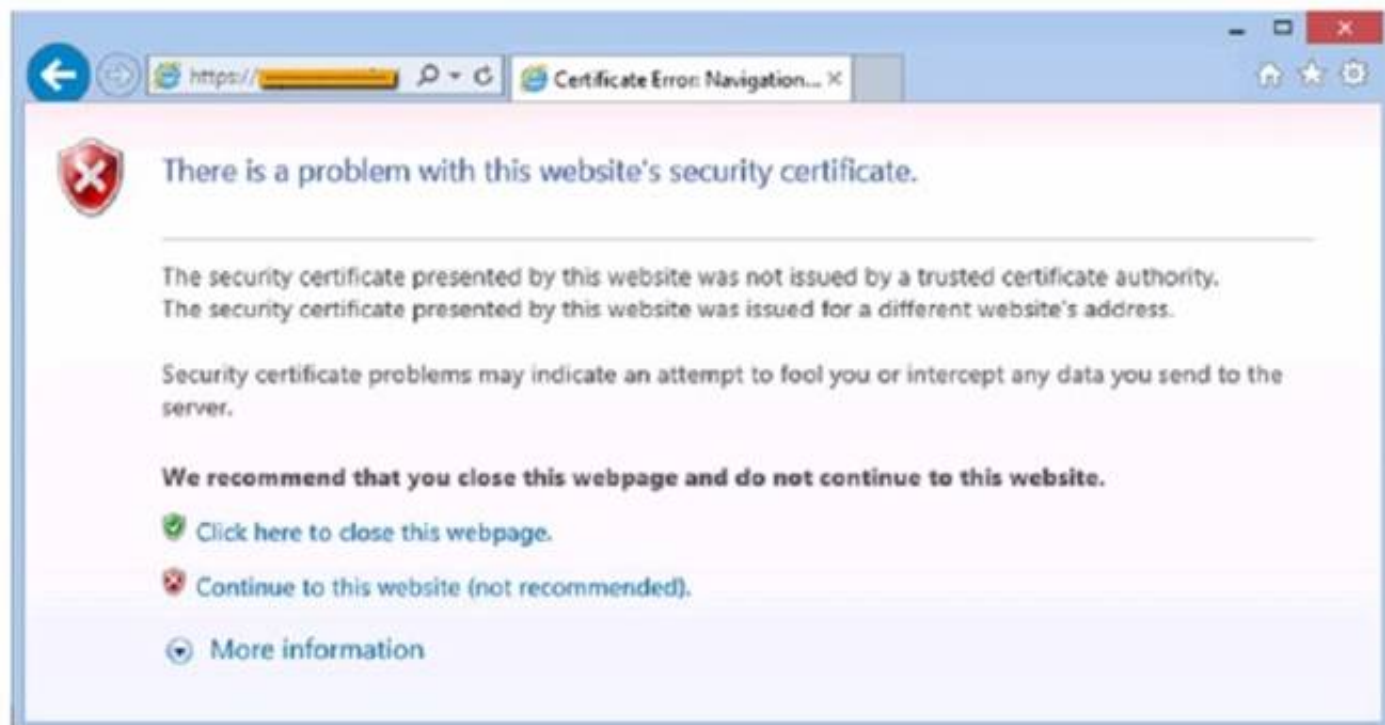 https://
Certificate Error: Navigation...
There is a problem with this website's security certificate.
The security certificate presented by this website was not issued by a trusted certificate authority.
The security certificate presented by this website was issued for a different website's address.
Security certificate problems may indicate an attempt to fool you or intercept any data you send to the
server.
We recommend that you close this webpage and do not continue to this website.
Click here to close this webpage.
Continue to this website (not recommended).
More information